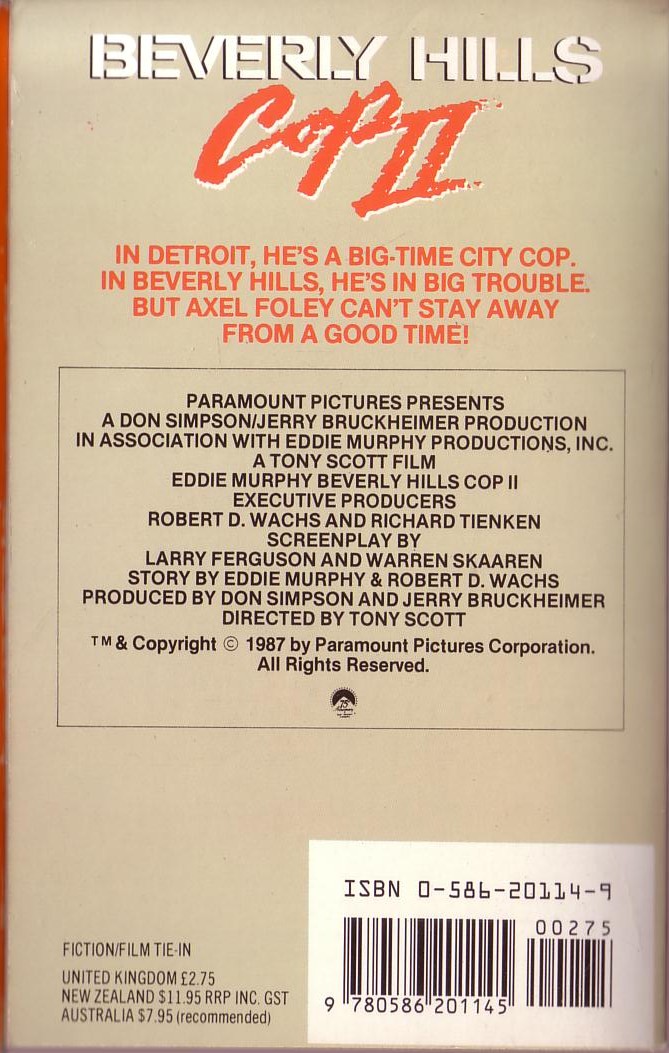 BEVERLY HILLS
COP II
IN DETROIT, HE'S A BIG-TIME CITY COP.
IN BEVERLY HILLS, HE'S IN BIG TROUBLE.
BUT AXEL FOLEY CAN'T STAY AWAY
FROM A GOOD TIME!
PARAMOUNT PICTURES PRESENTS
A DON SIMPSON/JERRY BRUCKHEIMER PRODUCTION
IN ASSOCIATION WITH EDDIE MURPHY PRODUCTIONS, INC.
A TONY SCOTT FILM
EDDIE MURPHY BEVERLY HILLS COP II
EXECUTIVE PRODUCERS
ROBERT D. WACHS AND RICHARD TIENKEN
SCREENPLAY BY
LARRY FERGUSON AND WARREN SKAAREN
STORY BY EDDIE MURPHY & ROBERT D. WACHS
PRODUCED BY DON SIMPSON AND JERRY BRUCKHEIMER
DIRECTED BY TONY SCOTT
TM & Copyright © 1987 by Paramount Pictures Corporation.
All Rights Reserved.
75
ISBN 0-586-20114-9
00275
9 780586 201145
FICTION/FILM TIE-IN
UNITED KINGDOM £2.75
NEW ZEALAND $11.95 RRP INC. GST
AUSTRALIA $7.95 (recommended)